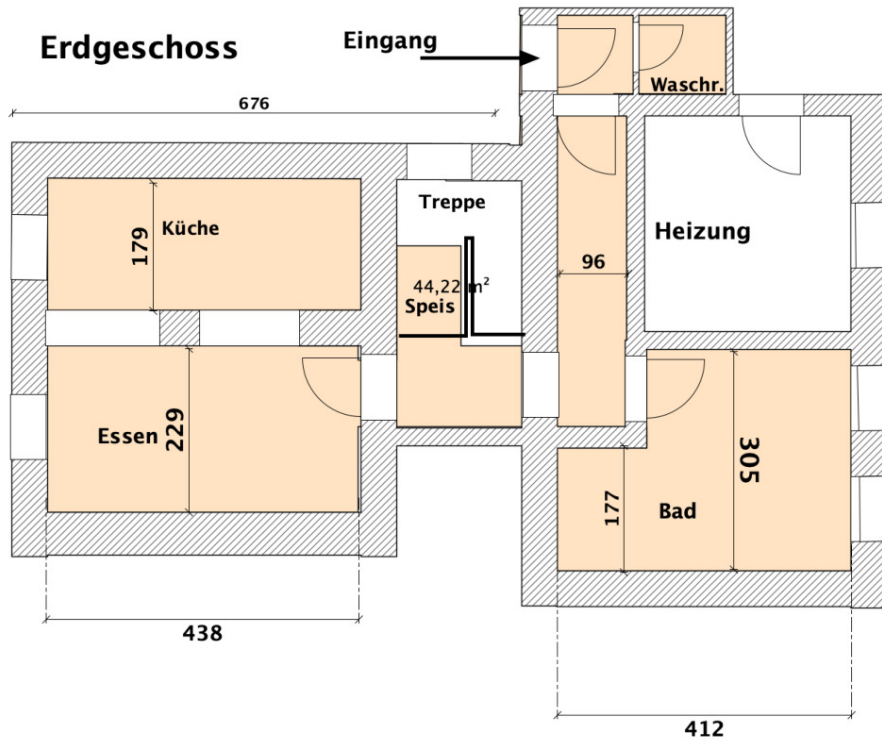 Erdgeschoss
Eingang
Waschr.
676
Treppe
Küche
179
Heizung
96
44,22 m²
Speis
Essen
229
305
177
Bad
438
412